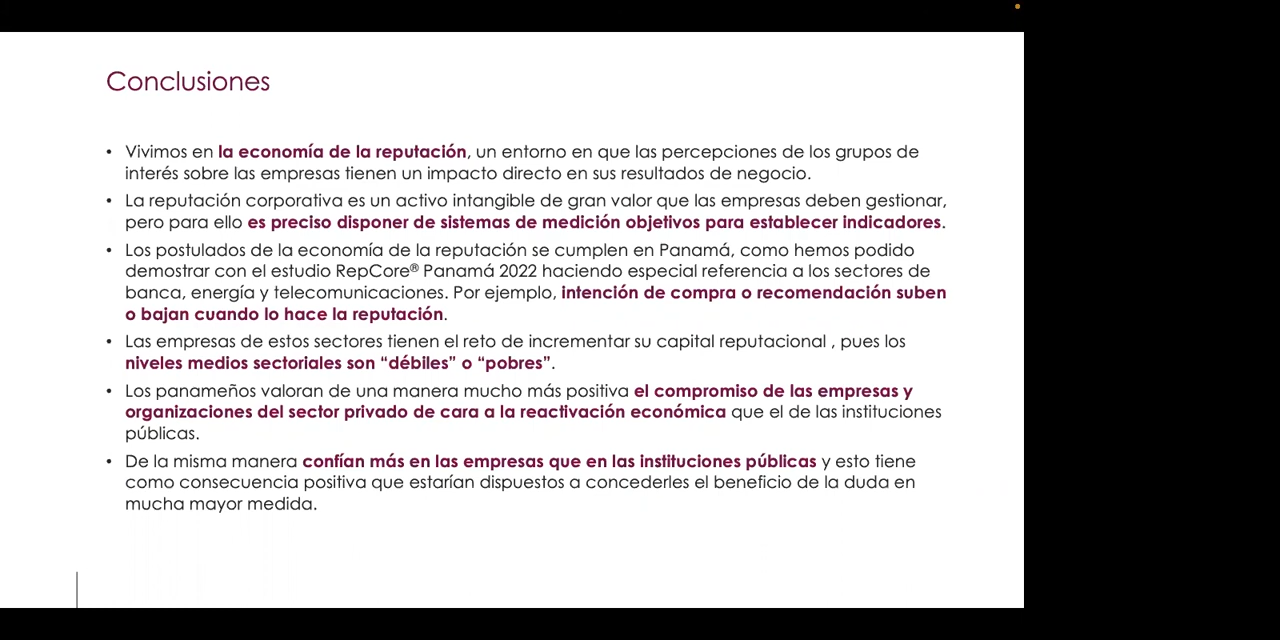 Conclusiones
• Vivimos en la economía de la reputación, un entorno en que las percepciones de los grupos de
interés sobre las empresas tienen un impacto directo en sus resultados de negocio.
• La reputación corporativa es un activo intangible de gran valor que las empresas deben gestionar,
pero para ello es preciso disponer de sistemas de medición objetivos para establecer indicadores.
• Los postulados de la economía de la reputación se cumplen en Panamá, como hemos podido
demostrar con el estudio RepCore® Panamá 2022 haciendo especial referencia a los sectores de
banca, energía y telecomunicaciones. Por ejemplo, intención de compra o recomendación suben
o bajan cuando lo hace la reputación.
• Las empresas de estos sectores tienen el reto de incrementar su capital reputacional , pues los
niveles medios sectoriales son “débiles” o “pobres”.
• Los panameños valoran de una manera mucho más positiva el compromiso de las empresas y
organizaciones del sector privado de cara a la reactivación económica que el de las instituciones
públicas.
• De la misma manera confían más en las empresas que en las instituciones públicas y esto tiene
como consecuencia positiva que estarían dispuestos a concederles el beneficio de la duda en
mucha mayor medida.